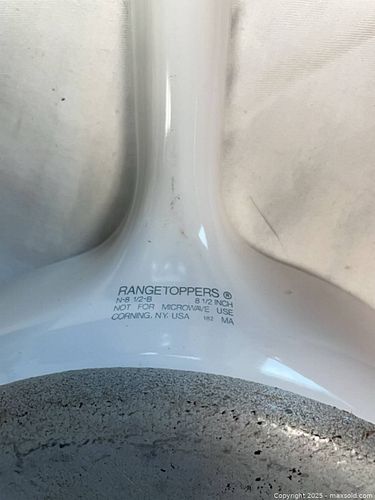 RANGETOPPERS ®
N-8 1/2-B 8 1/2 INCH
NOT FOR MICROWAVE USE
CORNING, NY. USA 182 MA
Copyright 2025 - maxsold.com